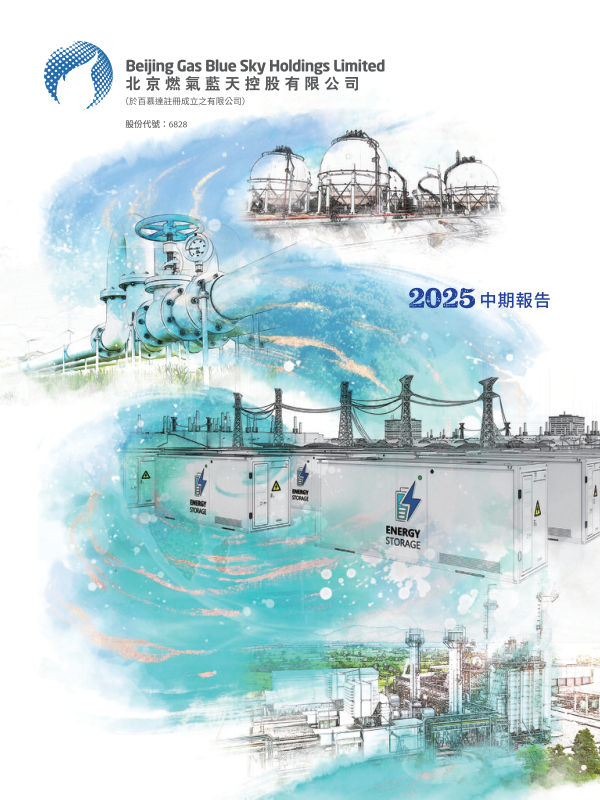 Beijing Gas Blue Sky Holdings Limited
北京燃氣藍天控股有限公司
（於百慕達註冊成立之有限公司）
股份代號：6828
2025 中期報告
ENERGY
STORAGE
ENERGY
STORAGE
ENERGY
STORAGE